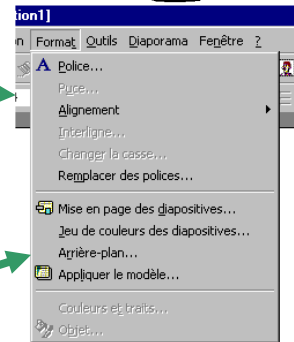 ion1]
n Format Outils Diaporama Fenêtre ?
A Police...
Puce...
Alignement
Interligne...
Changer la casse...
Remplacer des polices...
Mise en page des diapositives...
Jeu de couleurs des diapositives...
Arrière-plan...
Appliquer le modèle...
Couleurs et traits...
Objet...